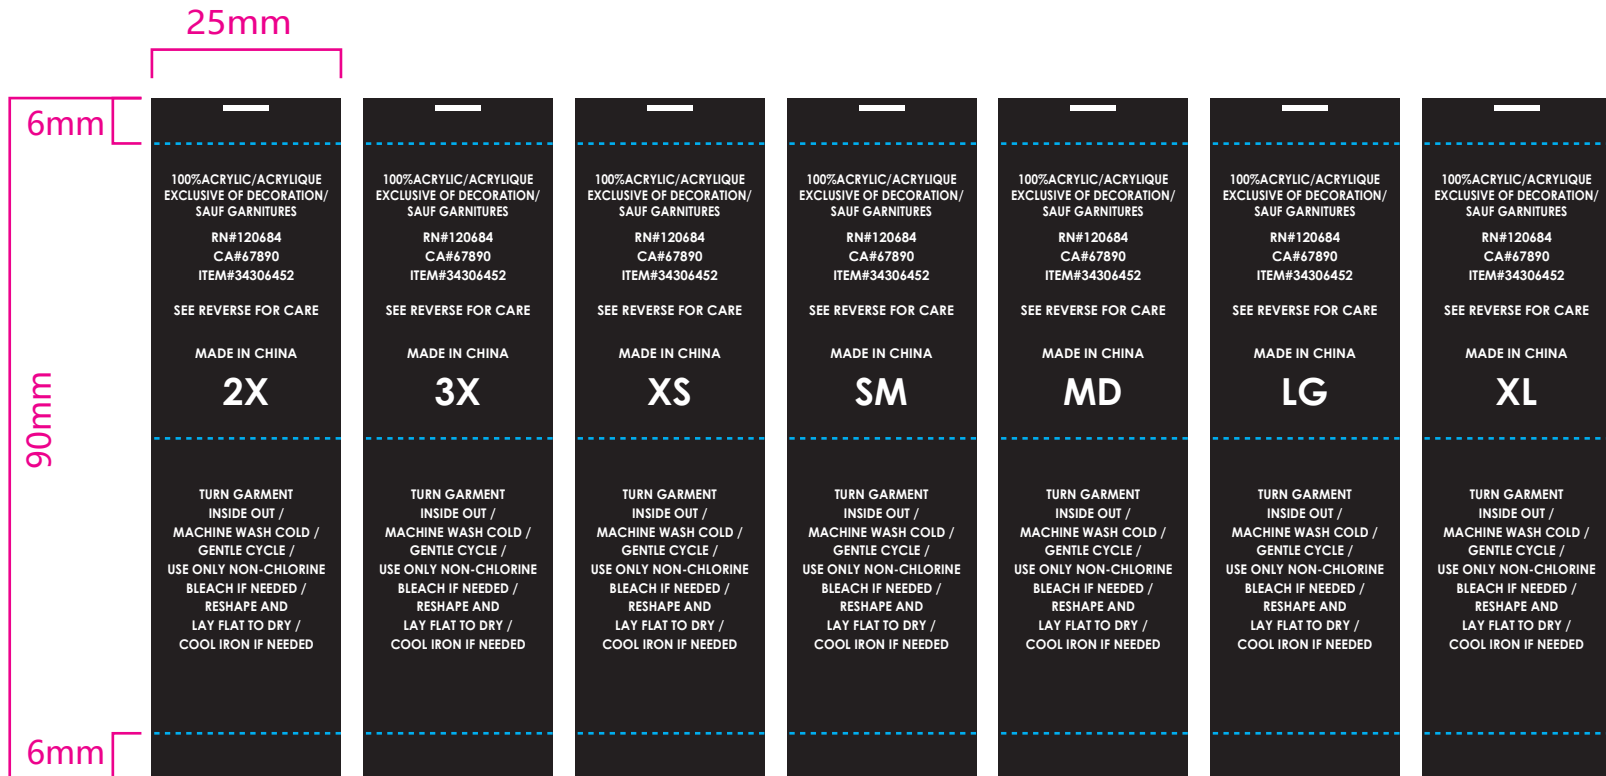 25mm
6mm
90mm
6mm
100%ACRYLIC/ACRYLIQUE
EXCLUSIVE OF DECORATION/
SAUF GARNITURES
RN#120684
CA#67890
ITEM#34306452
SEE REVERSE FOR CARE
MADE IN CHINA
2X
TURN GARMENT
INSIDE OUT /
MACHINE WASH COLD /
GENTLE CYCLE /
USE ONLY NON-CHLORINE
BLEACH IF NEEDED /
RESHAPE AND
LAY FLAT TO DRY /
COOL IRON IF NEEDED
100%ACRYLIC/ACRYLIQUE
EXCLUSIVE OF DECORATION/
SAUF GARNITURES
RN#120684
CA#67890
ITEM#34306452
SEE REVERSE FOR CARE
MADE IN CHINA
3X
TURN GARMENT
INSIDE OUT /
MACHINE WASH COLD /
GENTLE CYCLE /
USE ONLY NON-CHLORINE
BLEACH IF NEEDED /
RESHAPE AND
LAY FLAT TO DRY /
COOL IRON IF NEEDED
100%ACRYLIC/ACRYLIQUE
EXCLUSIVE OF DECORATION/
SAUF GARNITURES
RN#120684
CA#67890
ITEM#34306452
SEE REVERSE FOR CARE
MADE IN CHINA
XS
TURN GARMENT
INSIDE OUT /
MACHINE WASH COLD /
GENTLE CYCLE /
USE ONLY NON-CHLORINE
BLEACH IF NEEDED /
RESHAPE AND
LAY FLAT TO DRY /
COOL IRON IF NEEDED
100%ACRYLIC/ACRYLIQUE
EXCLUSIVE OF DECORATION/
SAUF GARNITURES
RN#120684
CA#67890
ITEM#34306452
SEE REVERSE FOR CARE
MADE IN CHINA
SM
TURN GARMENT
INSIDE OUT /
MACHINE WASH COLD /
GENTLE CYCLE /
USE ONLY NON-CHLORINE
BLEACH IF NEEDED /
RESHAPE AND
LAY FLAT TO DRY /
COOL IRON IF NEEDED
100%ACRYLIC/ACRYLIQUE
EXCLUSIVE OF DECORATION/
SAUF GARNITURES
RN#120684
CA#67890
ITEM#34306452
SEE REVERSE FOR CARE
MADE IN CHINA
MD
TURN GARMENT
INSIDE OUT /
MACHINE WASH COLD /
GENTLE CYCLE /
USE ONLY NON-CHLORINE
BLEACH IF NEEDED /
RESHAPE AND
LAY FLAT TO DRY /
COOL IRON IF NEEDED
100%ACRYLIC/ACRYLIQUE
EXCLUSIVE OF DECORATION/
SAUF GARNITURES
RN#120684
CA#67890
ITEM#34306452
SEE REVERSE FOR CARE
MADE IN CHINA
LG
TURN GARMENT
INSIDE OUT /
MACHINE WASH COLD /
GENTLE CYCLE /
USE ONLY NON-CHLORINE
BLEACH IF NEEDED /
RESHAPE AND
LAY FLAT TO DRY /
COOL IRON IF NEEDED
100%ACRYLIC/ACRYLIQUE
EXCLUSIVE OF DECORATION/
SAUF GARNITURES
RN#120684
CA#67890
ITEM#34306452
SEE REVERSE FOR CARE
MADE IN CHINA
XL
TURN GARMENT
INSIDE OUT /
MACHINE WASH COLD /
GENTLE CYCLE /
USE ONLY NON-CHLORINE
BLEACH IF NEEDED /
RESHAPE AND
LAY FLAT TO DRY /
COOL IRON IF NEEDED